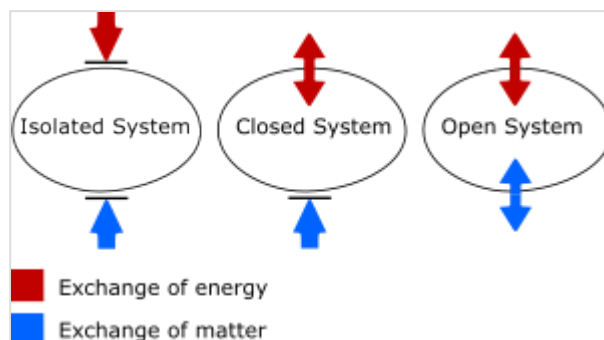 Isolated System
Closed System
Open System
Exchange of energy
Exchange of matter